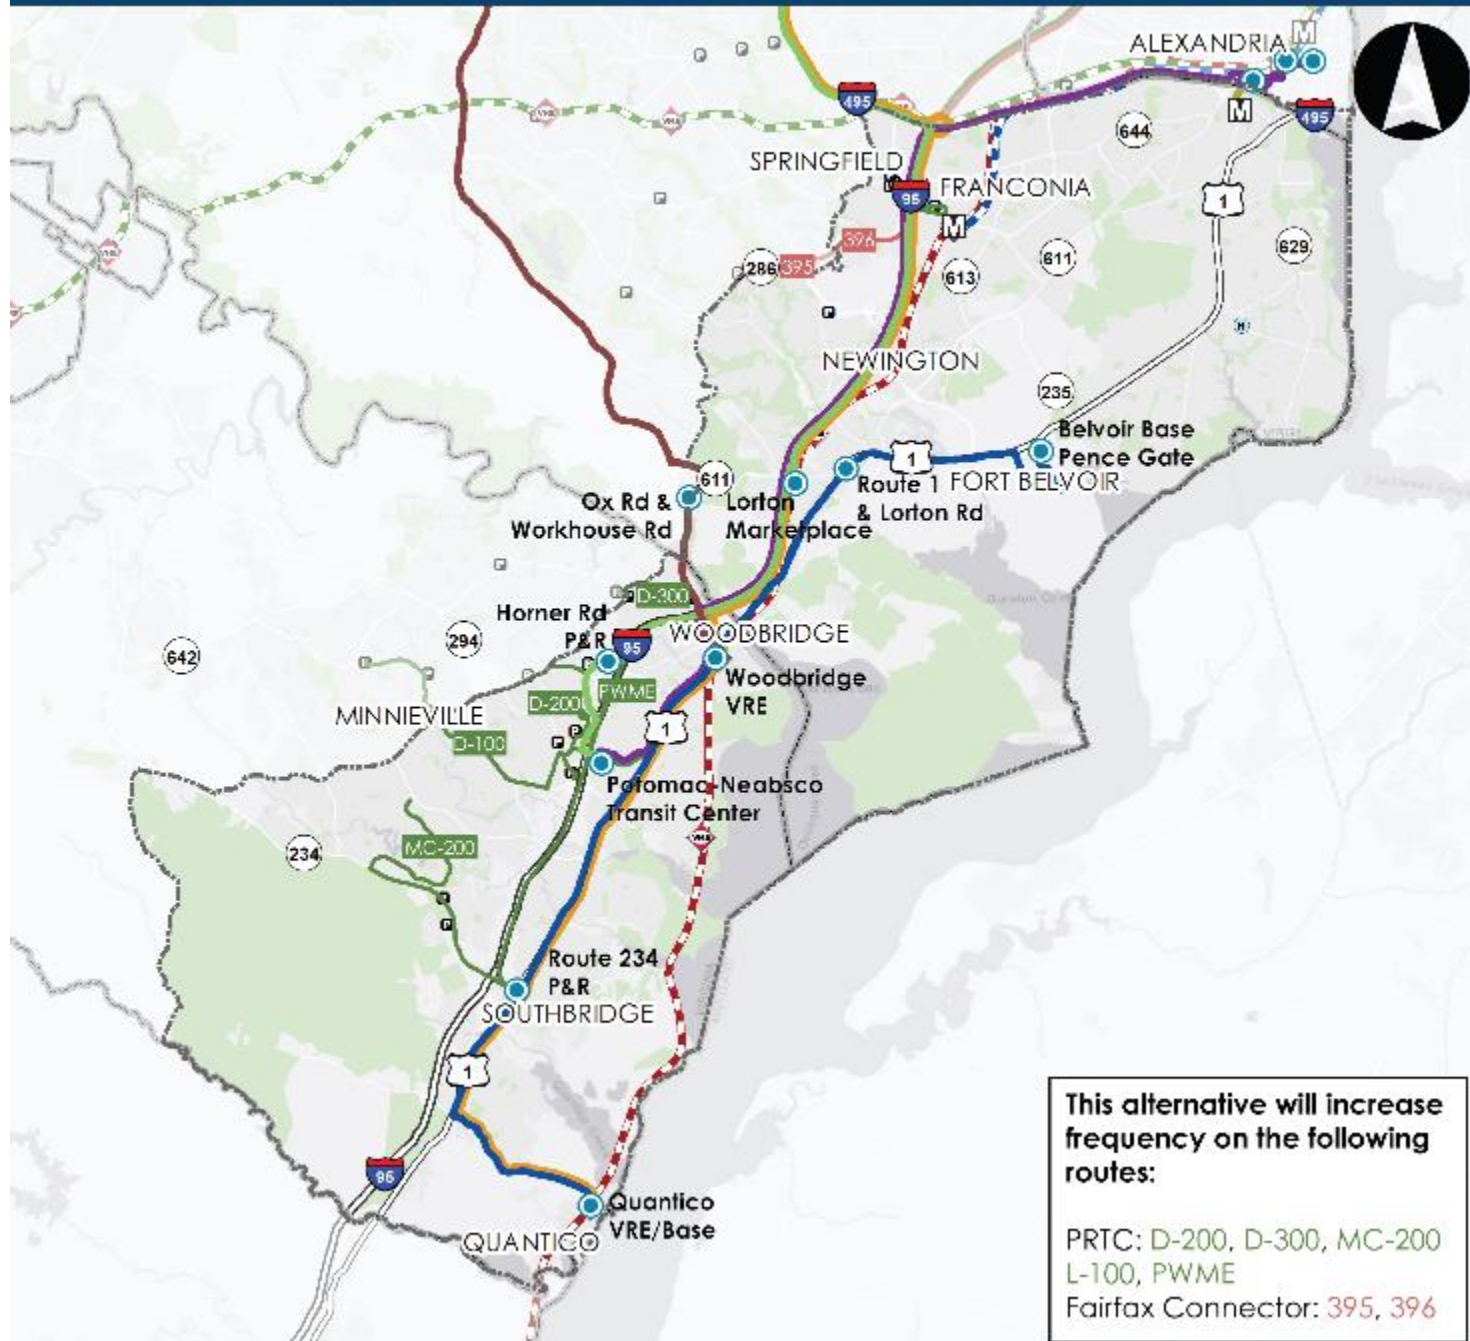 ALEXANDRIA
M
495
M
495
644
SPRINGFIELD
95
FRANCONIA
1
M
396
286
395
613
611
629
NEWINGTON
235
Belvoir Base
Pence Gate
1
FORT BELVOIR
611
Ox Rd &
Workhouse Rd
Lorton
Marketplace
Route 1
& Lorton Rd
D-300
Horner Rd
P&R
95
WOODBRIDGE
294
642
Woodbridge
VRE
PWME
D-200
MINNIEVILLE
1
D-100
Potomac-Neabsco
Transit Center
VRE
234
MC-200
Route 234
P&R
SOUTHBRIDGE
1
95
Quantico
VRE/Base
QUANTICO
This alternative will increase
frequency on the following
routes:
PRTC: D-200, D-300, MC-200
L-100, PWME
Fairfax Connector: 395, 396